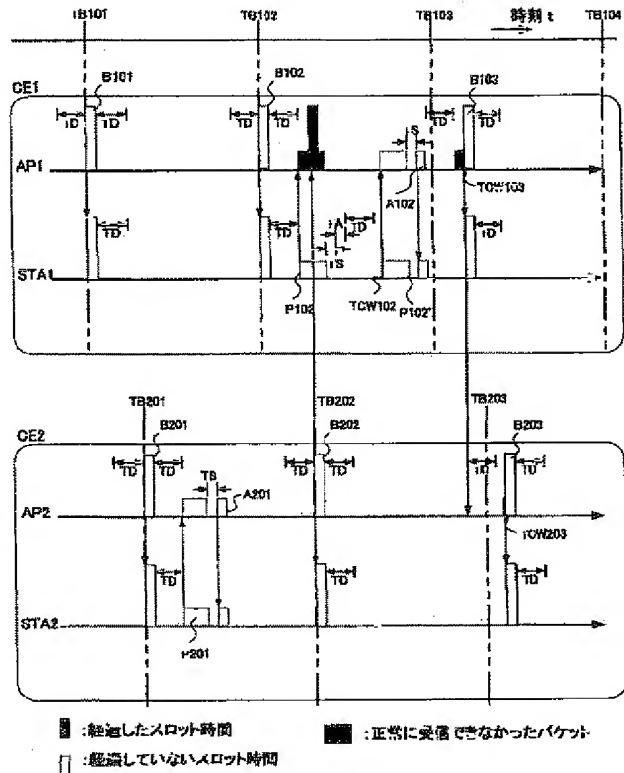 TB101 TB102 TB103 時刻 t TB104
CE1
B101 B102 B103
TD TD TD TD TD TD
TS
AP1
A102 TCW103
TD TD TA TD TD
TS
STA1
P102 TCW102 P102'
TB201 TB202 TB203
CE2
B201 B202 B203
TD TD TD TD TD TD
TS
A201
AP2
TCW203
TD TD TD
STA2
P201
:経過したスロット時間 :正常に受信できなかったパケット
:経過していないスロット時間